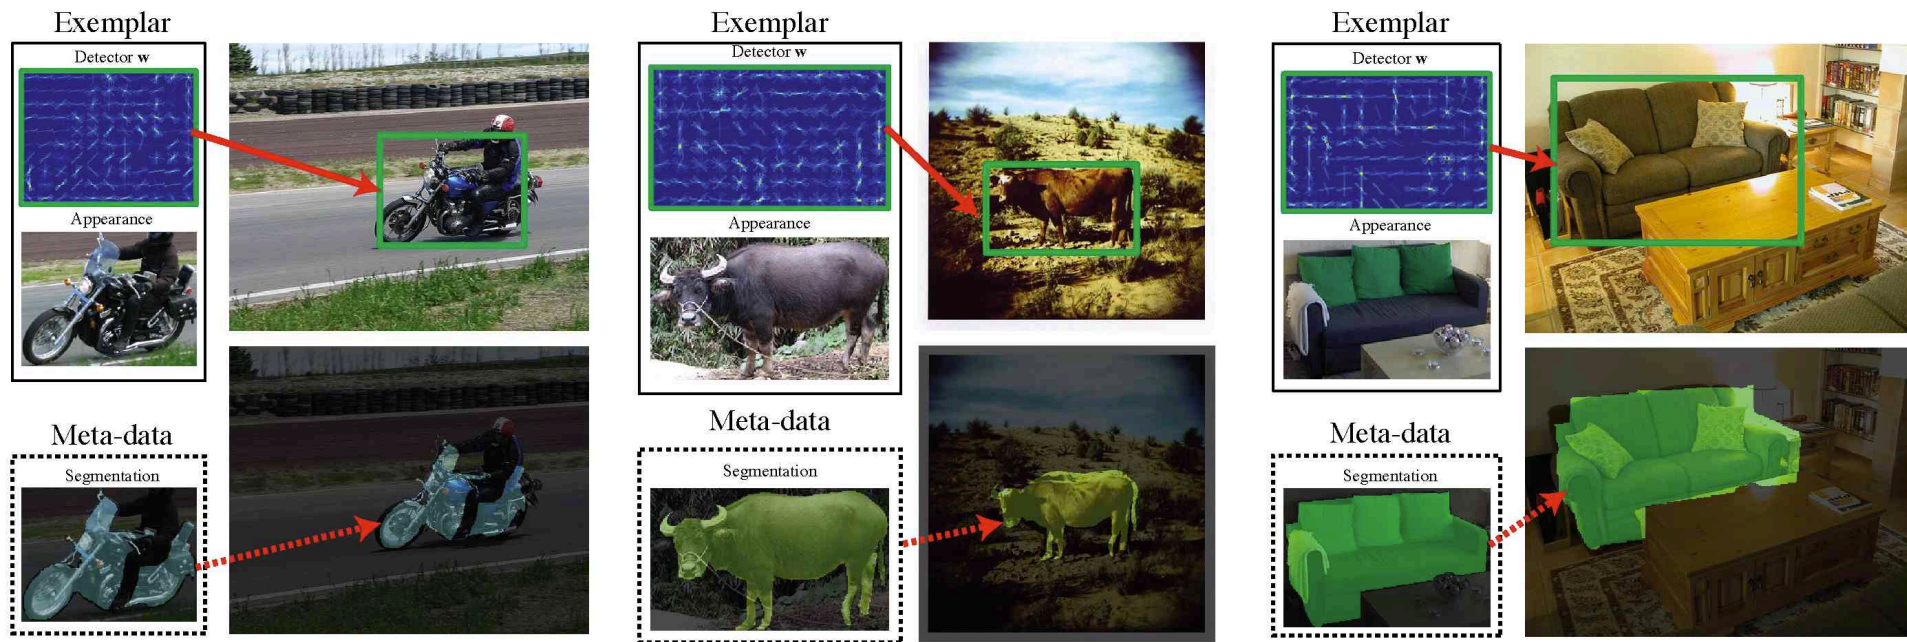 Exemplar
Detector w
Appearance
Meta-data
Segmentation
Exemplar
Detector w
Appearance
Meta-data
Segmentation
Exemplar
Detector w
Appearance
Meta-data
Segmentation